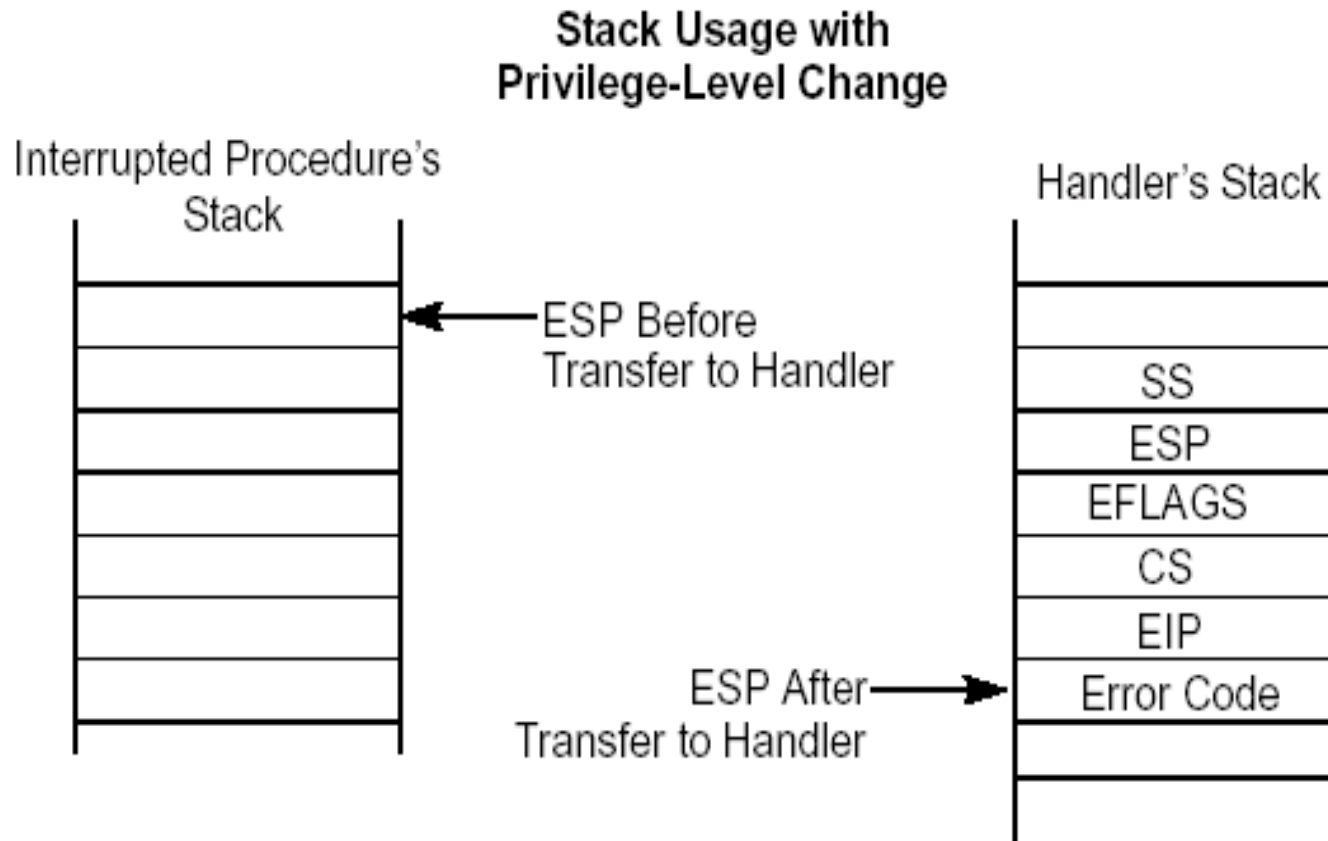 Stack Usage with
Privilege-Level Change
Interrupted Procedure's
Stack
Handler's Stack
ESP Before
Transfer to Handler
SS
ESP
EFLAGS
CS
EIP
Error Code
ESP After
Transfer to Handler